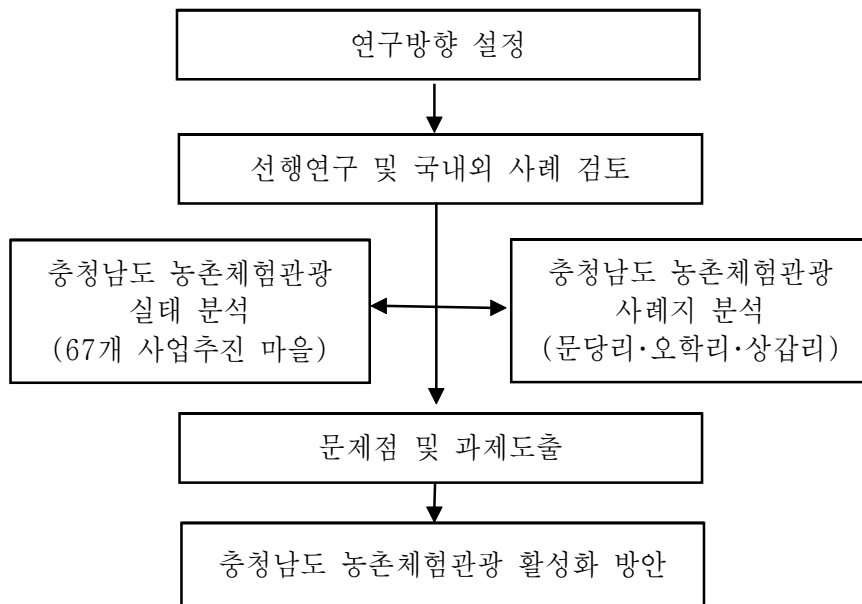 연구방향 설정
선행연구 및 국내외 사례 검토
충청남도 농촌체험관광
실태 분석
(67개 사업추진 마을)
충청남도 농촌체험관광
사례지 분석
(문당리·오학리·상갑리)
문제점 및 과제도출
충청남도 농촌체험관광 활성화 방안